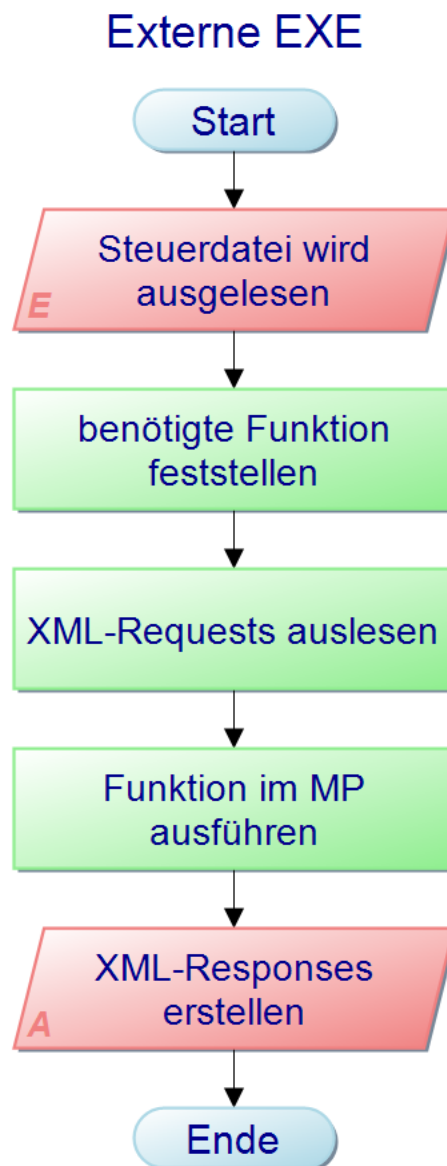 Externe EXE
Start
Steuerdatei wird
ausgelesen
E
benötigte Funktion
feststellen
XML-Requests auslesen
Funktion im MP
ausführen
XML-Responses
erstellen
A
Ende